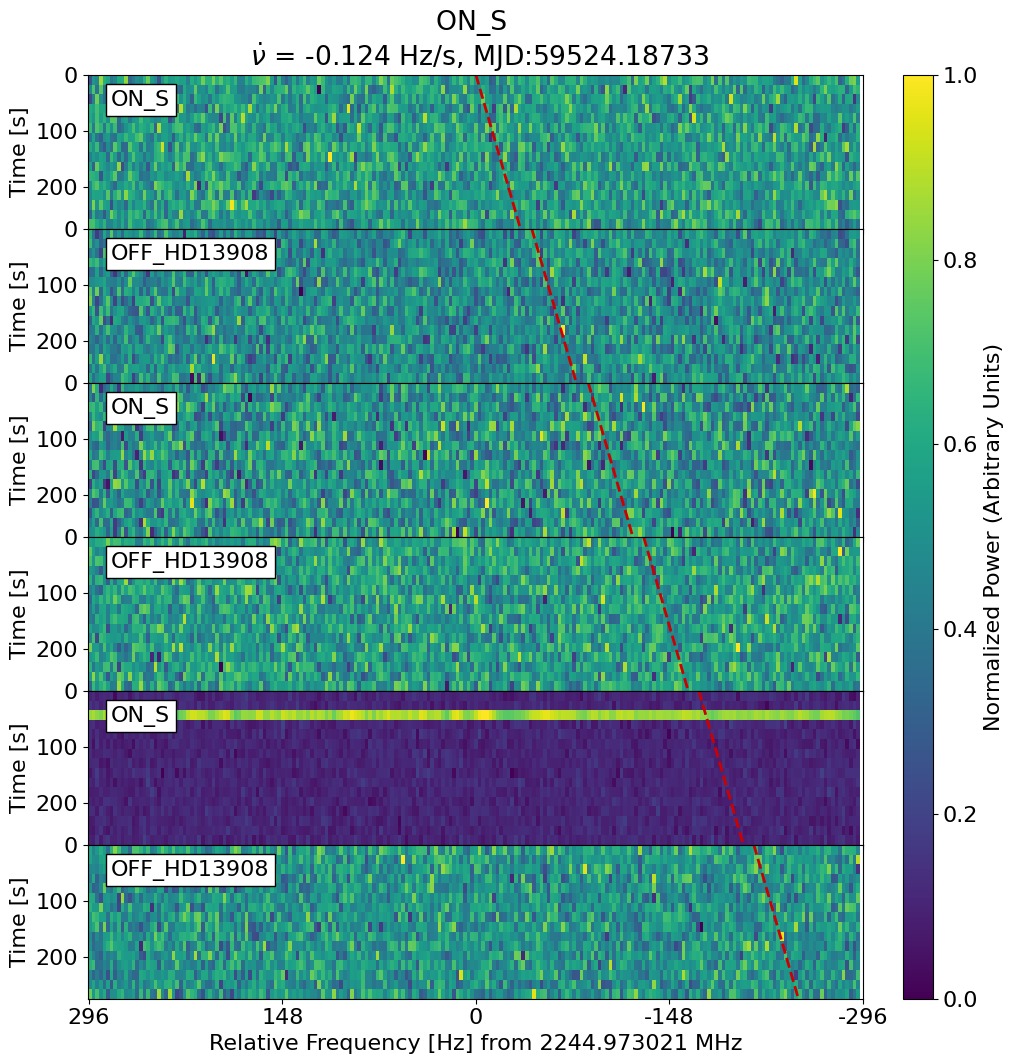 ON_S
ν̇ = -0.124 Hz/s, MJD:59524.18733
0
100
200
Time [s]
ON_S
0
100
200
Time [s]
OFF_HD13908
0
100
200
Time [s]
ON_S
0
100
200
Time [s]
OFF_HD13908
0
100
200
Time [s]
ON_S
0
100
200
Time [s]
OFF_HD13908
296 148 0 -148 -296
Relative Frequency [Hz] from 2244.973021 MHz
1.0
0.8
0.6
0.4
0.2
0.0
Normalized Power (Arbitrary Units)